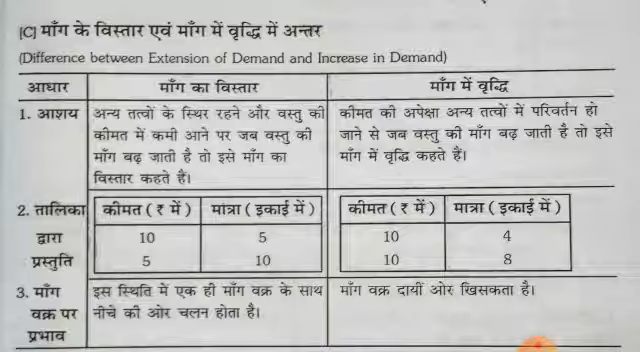 [C] माँग के विस्तार एवं माँग में वृद्धि में अन्तर
(Difference between Extension of Demand and Increase in Demand)
आधार माँग का विस्तार माँग में वृद्धि
1. आशय अन्य तत्वों के स्थिर रहने और वस्तु की कीमत की अपेक्षा अन्य तत्वों में परिवर्तन हो
कीमत में कमी आने पर जब वस्तु की जाने से जब वस्तु की माँग बढ़ जाती है तो इसे
माँग बढ़ जाती है तो इसे माँग का माँग में वृद्धि कहते हैं।
विस्तार कहते हैं।
2. तालिका कीमत ( ₹ में ) मात्रा ( इकाई में ) कीमत ( ₹ में ) मात्रा ( इकाई में )
द्वारा 10 5 10 4
प्रस्तुति 5 10 10 8
3. माँग इस स्थिति में एक ही माँग वक्र के साथ माँग वक्र दायीं ओर खिसकता है।
वक्र पर नीचे की ओर चलन होता है।
प्रभाव